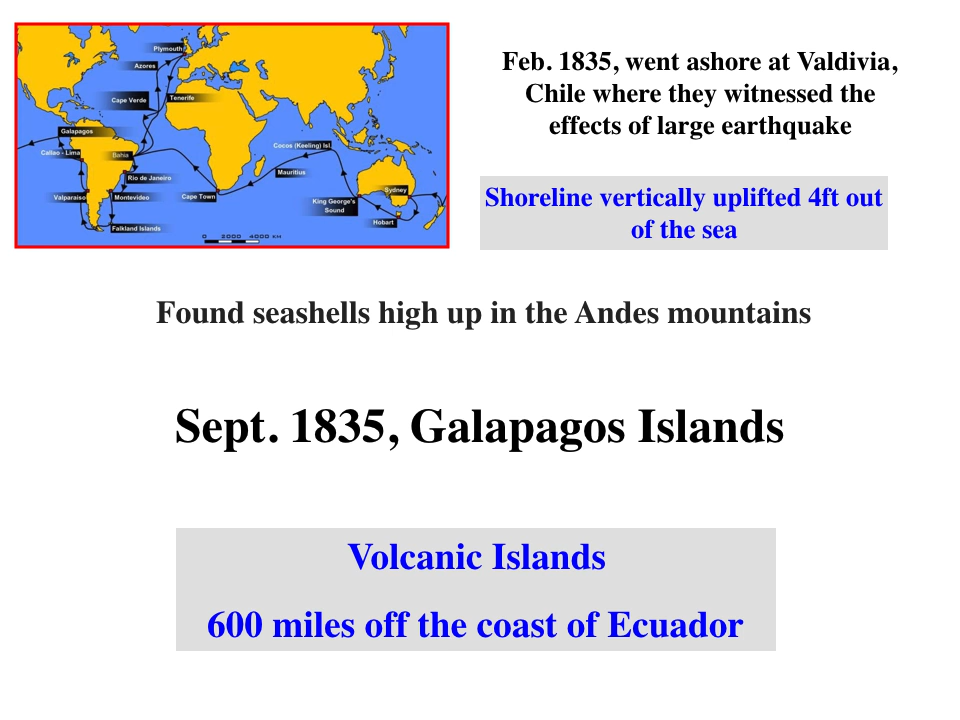 Plymouth
Azores
Cape Verde
Tenerife
Galapagos
Callao - Lima
Bahia
Cocos (Keeling) Isl.
Mauritius
Rio de Janeiro
Valparaiso
Montevideo
Cape Town
Sydney
King George's
Sound
Hobart
Falkland Islands
0 2000 4000 KM
Feb. 1835, went ashore at Valdivia,
Chile where they witnessed the
effects of large earthquake
Shoreline vertically uplifted 4ft out
of the sea
Found seashells high up in the Andes mountains
Sept. 1835, Galapagos Islands
Volcanic Islands
600 miles off the coast of Ecuador